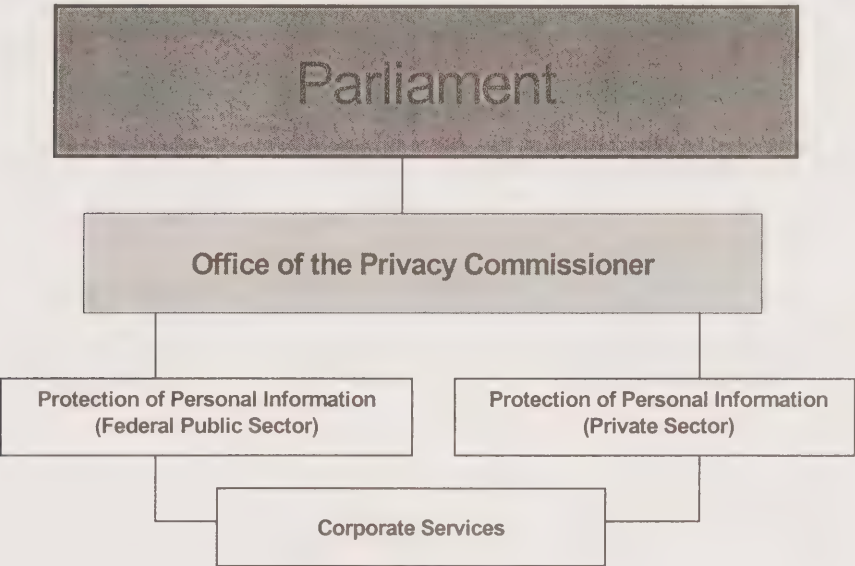 Parliament
Office of the Privacy Commissioner
Protection of Personal Information
(Federal Public Sector)
Protection of Personal Information
(Private Sector)
Corporate Services